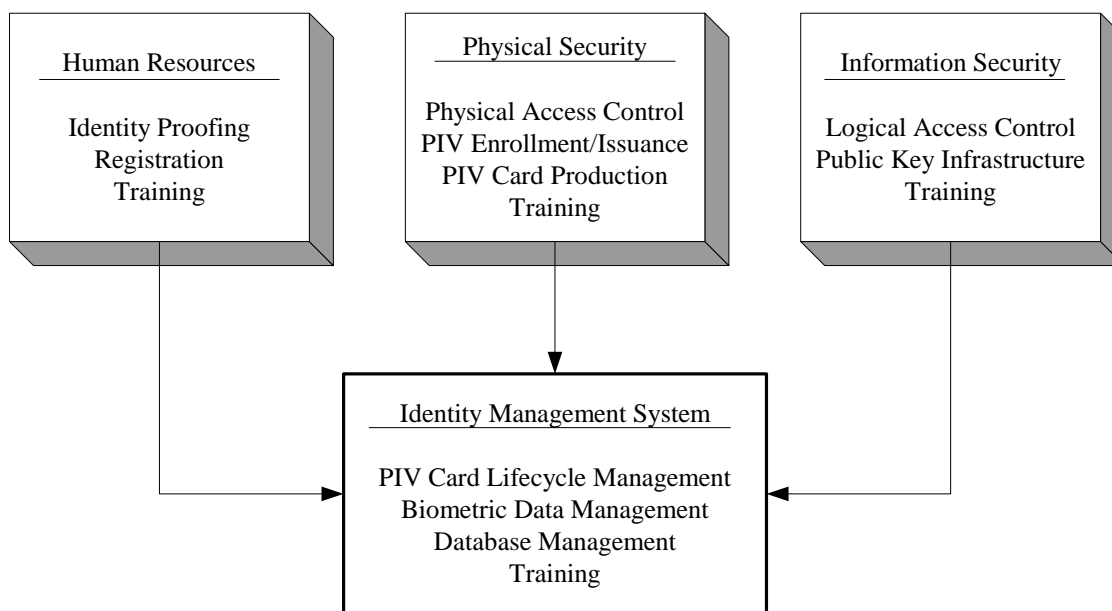 Human Resources
Identity Proofing
Registration
Training
Physical Security
Physical Access Control
PIV Enrollment/Issuance
PIV Card Production
Training
Information Security
Logical Access Control
Public Key Infrastructure
Training
Identity Management System
PIV Card Lifecycle Management
Biometric Data Management
Database Management
Training